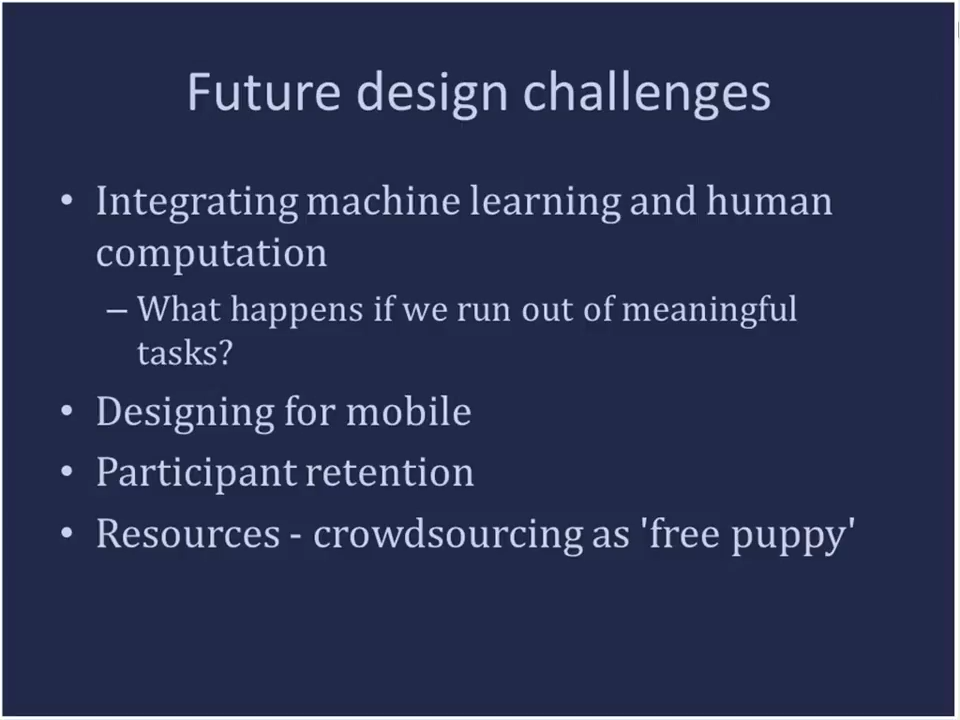 Future design challenges
• Integrating machine learning and human
computation
– What happens if we run out of meaningful
tasks?
• Designing for mobile
• Participant retention
• Resources - crowdsourcing as 'free puppy'